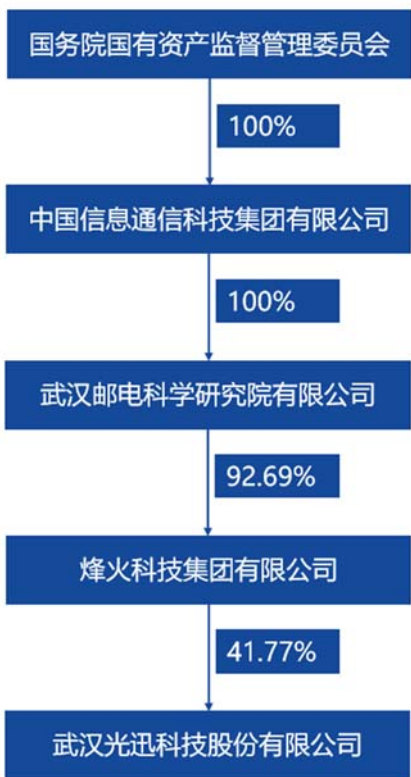 国务院国有资产监督管理委员会
100%
中国信息通信科技集团有限公司
100%
武汉邮电科学研究院有限公司
92.69%
烽火科技集团有限公司
41.77%
武汉光迅科技股份有限公司